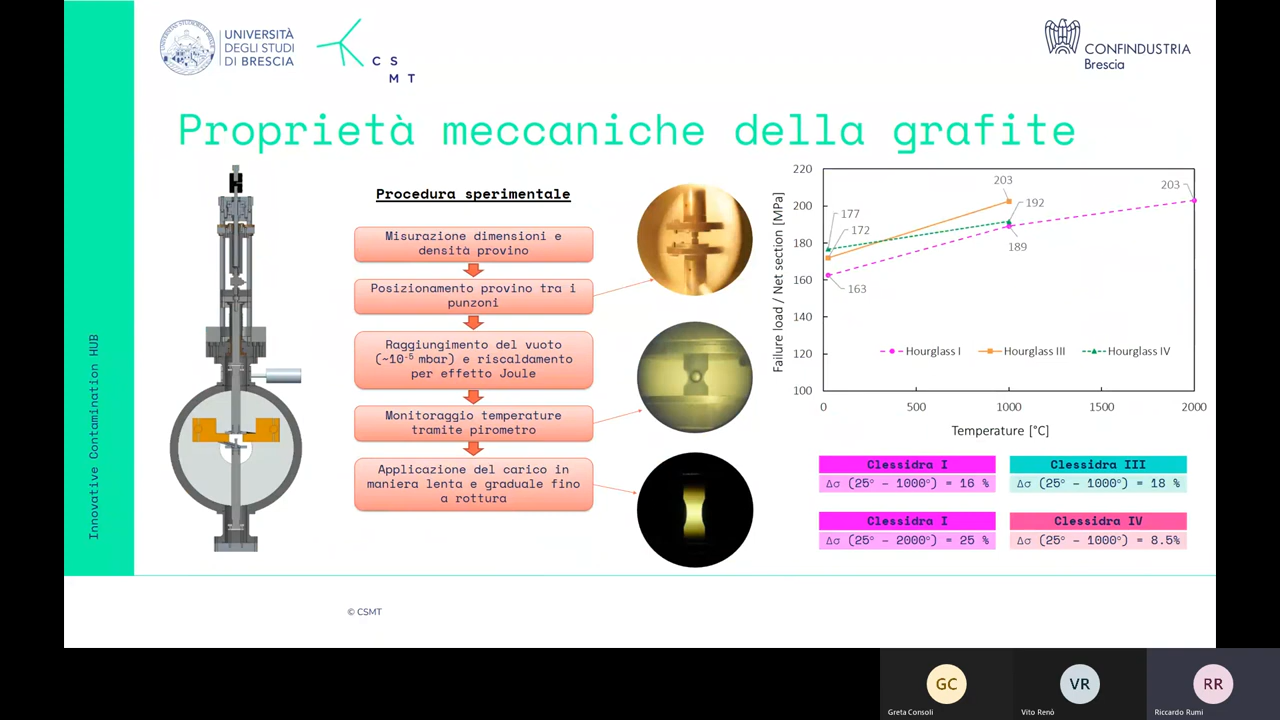 UNIVERSITÀ
DEGLI STUDI
DI BRESCIA
C S
M T
CONFINDUSTRIA
Brescia
Proprietà meccaniche della grafite
Innovative Contamination HUB
Procedura sperimentale
Misurazione dimensioni e
densità provino
Posizionamento provino tra i
punzoni
Raggiungimento del vuoto
(~10⁻⁵ mbar) e riscaldamento
per effetto Joule
Monitoraggio temperature
tramite pirometro
Applicazione del carico in
maniera lenta e graduale fino
a rottura
Failure load / Net section [MPa]
220
200
180
160
140
120
100
203
203
192
189
177
172
163
Hourglass I
Hourglass III
Hourglass IV
0
500
1000
1500
2000
Temperature [°C]
Clessidra I
Δσ (25° – 1000°) = 16 %
Clessidra III
Δσ (25° – 1000°) = 18 %
Clessidra I
Δσ (25° – 2000°) = 25 %
Clessidra IV
Δσ (25° – 1000°) = 8.5%
© CSMT
GC
Greta Consoli
VR
Vito Renò
RR
Riccardo Rumi